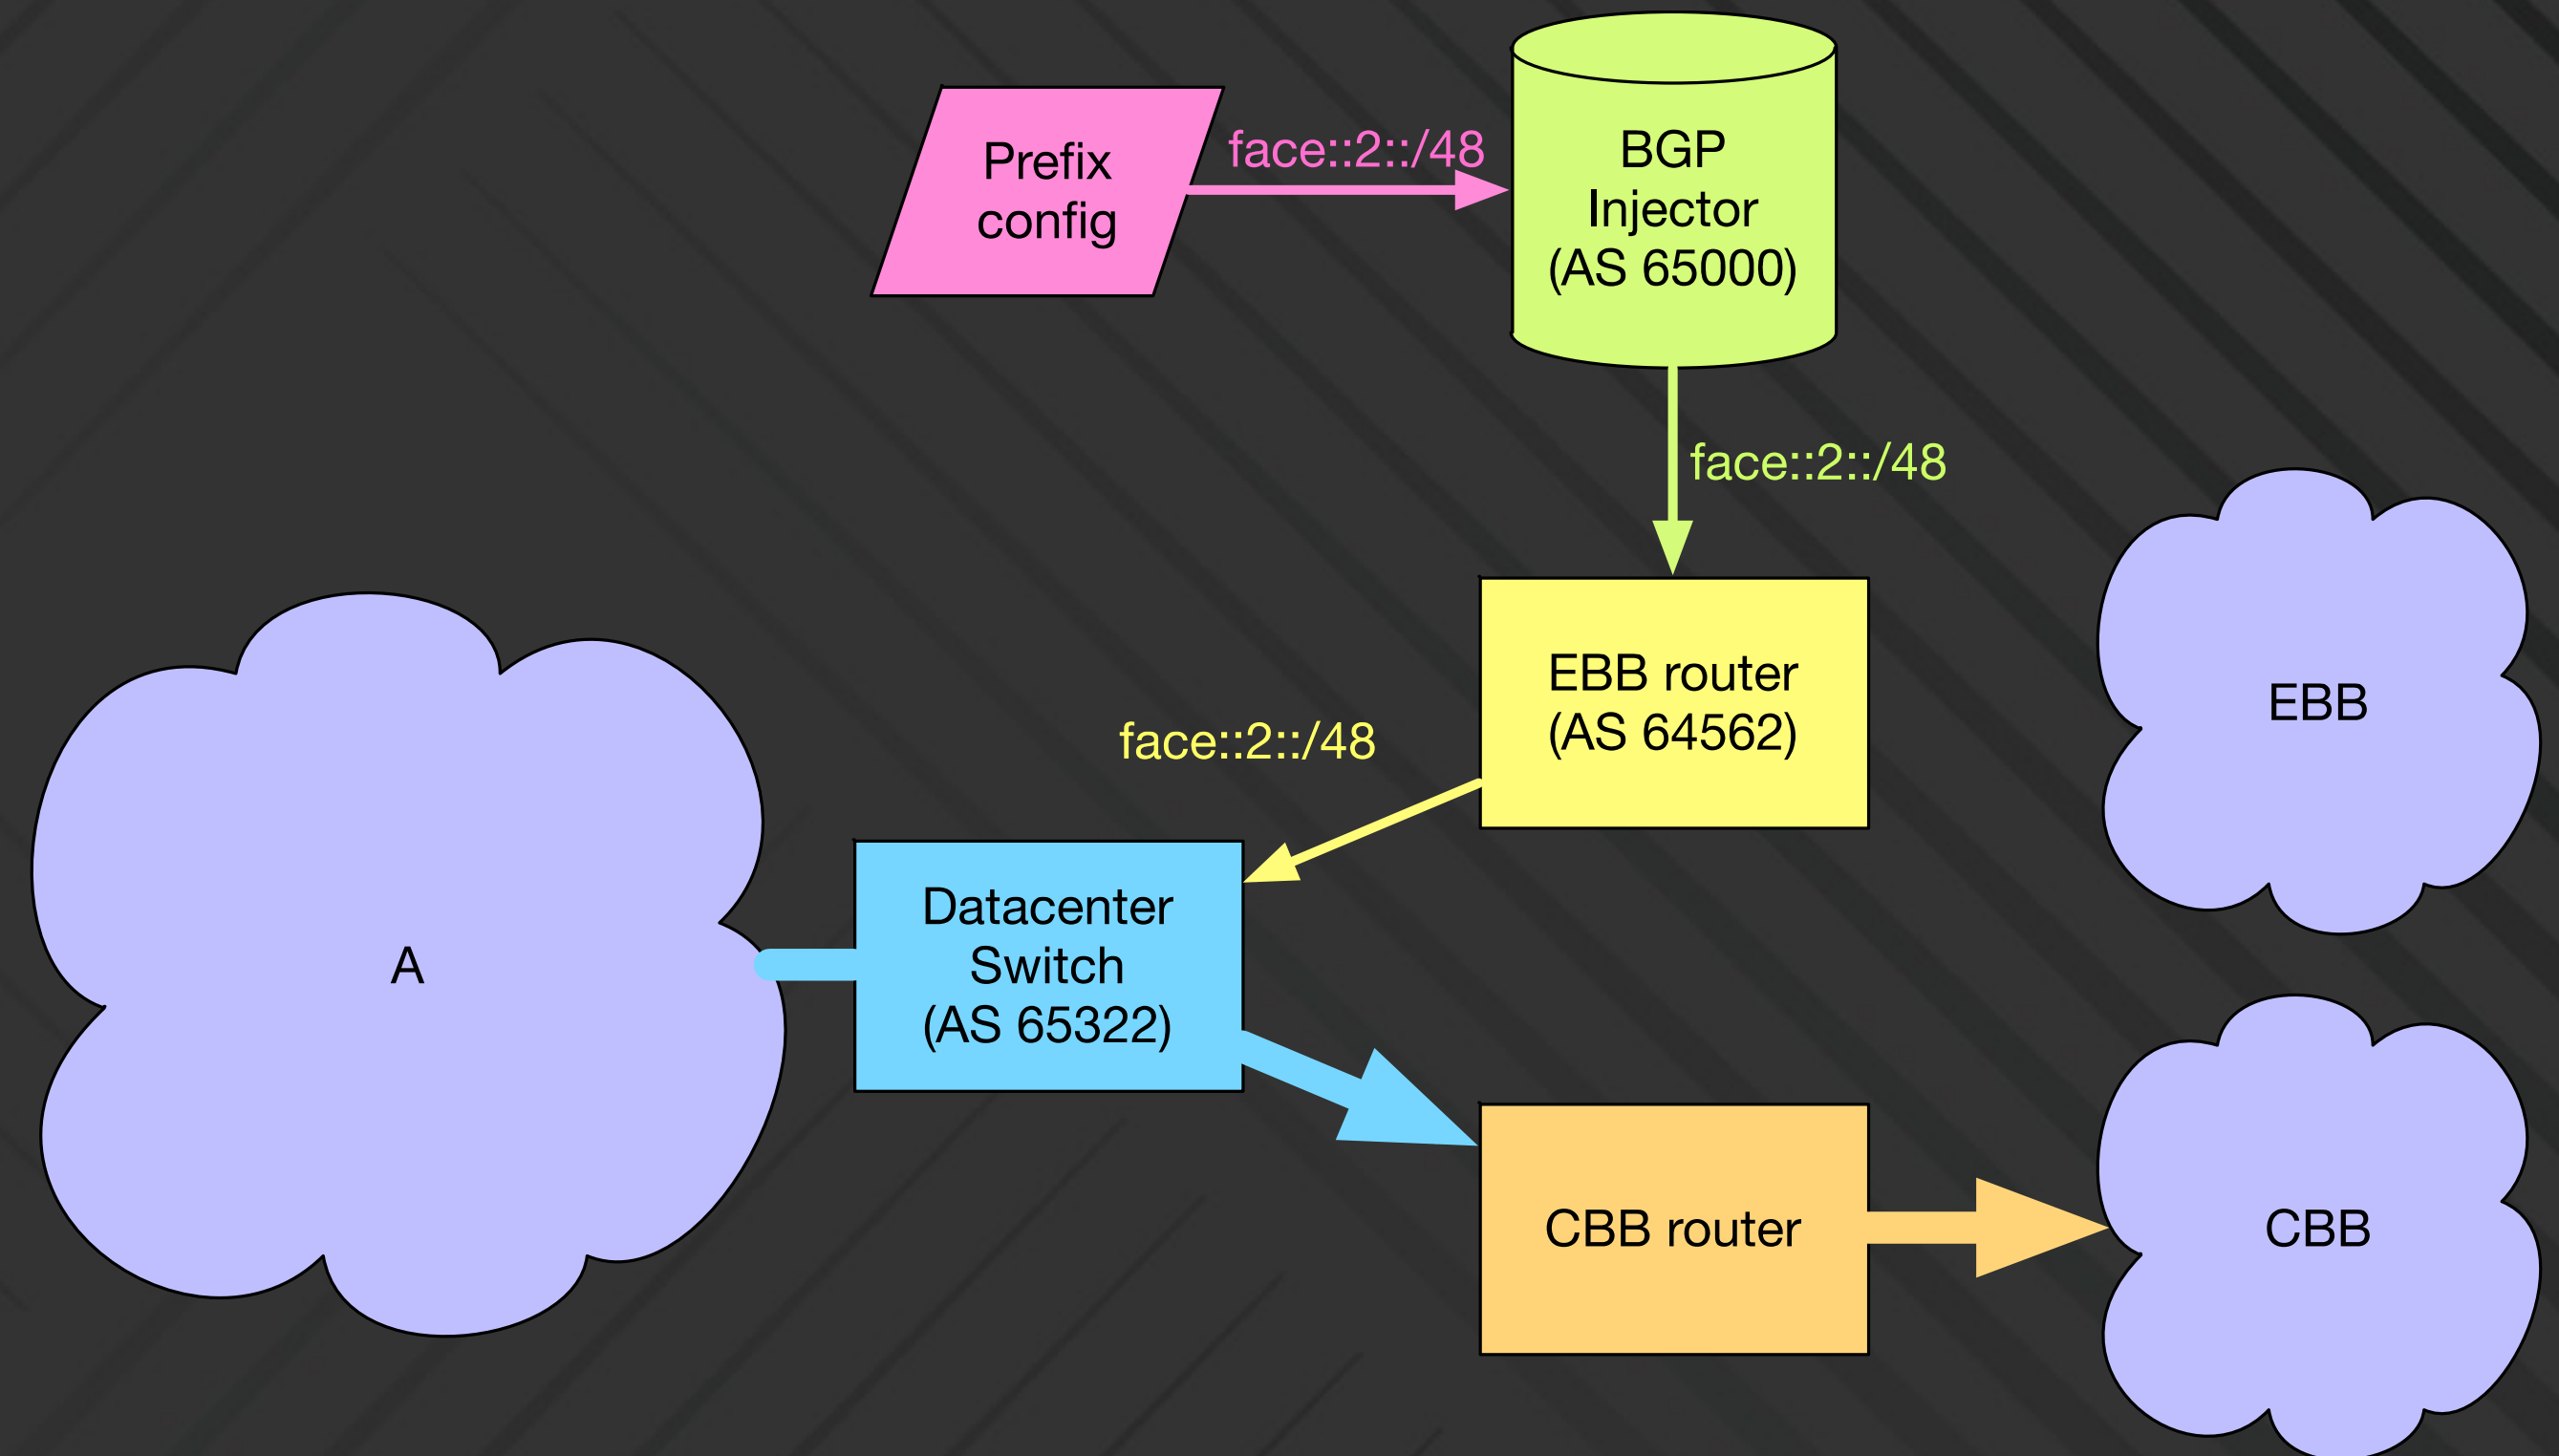 Prefix
config
face::2::/48
BGP
Injector
(AS 65000)
face::2::/48
EBB router
(AS 64562)
EBB
face::2::/48
A
Datacenter
Switch
(AS 65322)
CBB router
CBB